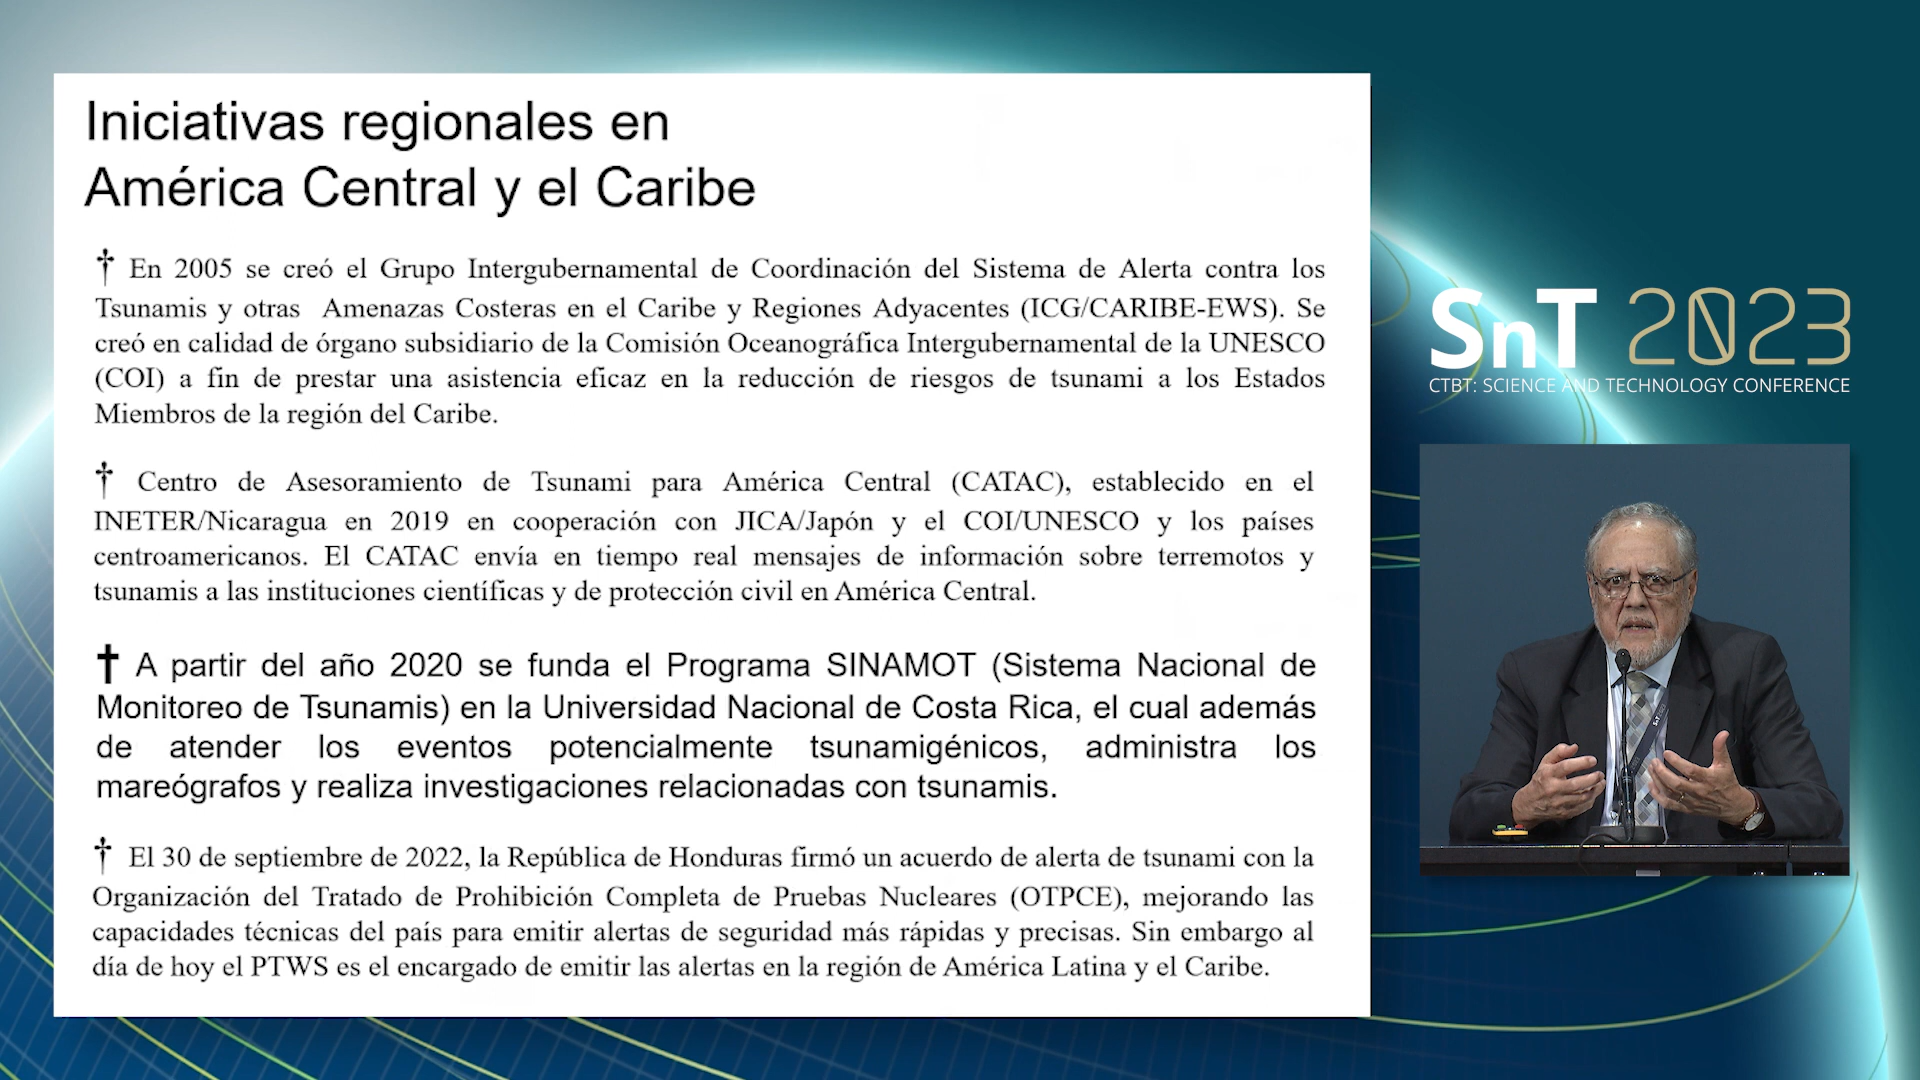 Iniciativas regionales en
América Central y el Caribe
† En 2005 se creó el Grupo Intergubernamental de Coordinación del Sistema de Alerta contra los
Tsunamis y otras Amenazas Costeras en el Caribe y Regiones Adyacentes (ICG/CARIBE-EWS). Se
creó en calidad de órgano subsidiario de la Comisión Oceanográfica Intergubernamental de la UNESCO
(COI) a fin de prestar una asistencia eficaz en la reducción de riesgos de tsunami a los Estados
Miembros de la región del Caribe.
† Centro de Asesoramiento de Tsunami para América Central (CATAC), establecido en el
INETER/Nicaragua en 2019 en cooperación con JICA/Japón y el COI/UNESCO y los países
centroamericanos. El CATAC envía en tiempo real mensajes de información sobre terremotos y
tsunamis a las instituciones científicas y de protección civil en América Central.
† A partir del año 2020 se funda el Programa SINAMOT (Sistema Nacional de
Monitoreo de Tsunamis) en la Universidad Nacional de Costa Rica, el cual además
de atender los eventos potencialmente tsunamigénicos, administra los
mareógrafos y realiza investigaciones relacionadas con tsunamis.
† El 30 de septiembre de 2022, la República de Honduras firmó un acuerdo de alerta de tsunami con la
Organización del Tratado de Prohibición Completa de Pruebas Nucleares (OTPCE), mejorando las
capacidades técnicas del país para emitir alertas de seguridad más rápidas y precisas. Sin embargo al
día de hoy el PTWS es el encargado de emitir las alertas en la región de América Latina y el Caribe.
SnT 2023
CTBT: SCIENCE AND TECHNOLOGY CONFERENCE